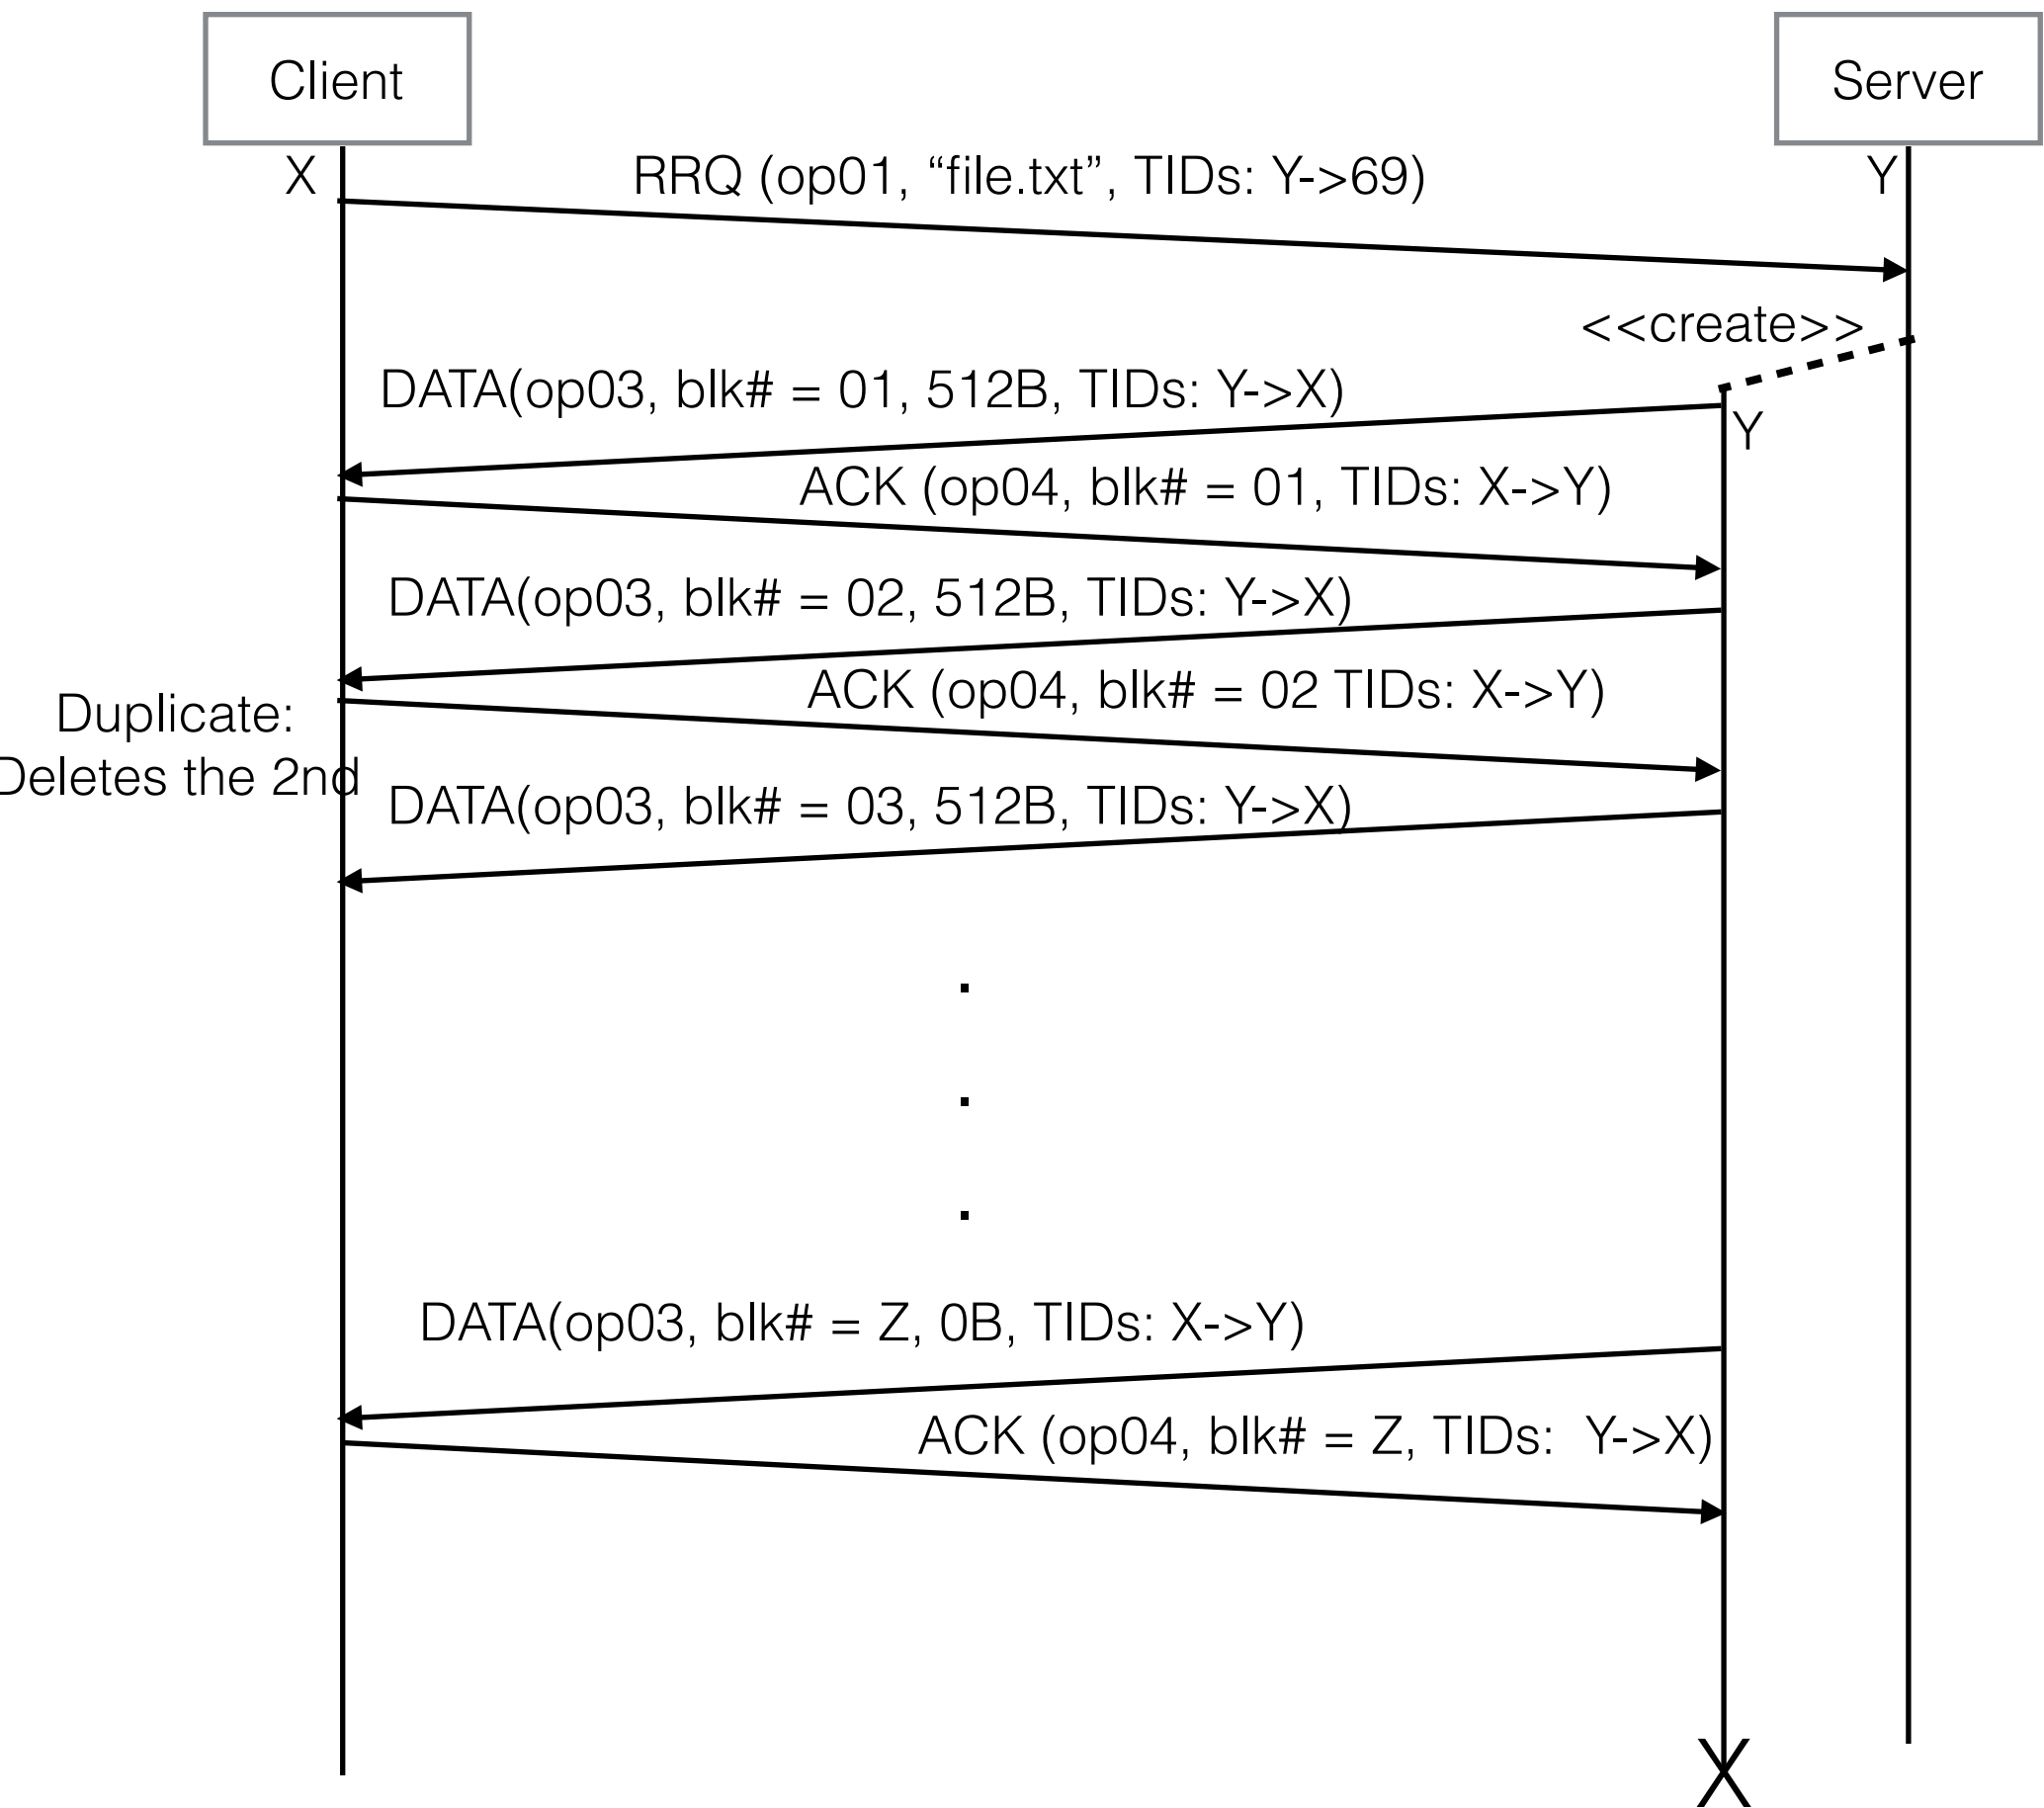 Client
Server
X
RRQ (op01, “file.txt”, TIDs: Y->69)
Y
<<create>>
DATA(op03, blk# = 01, 512B, TIDs: Y->X)
Y
ACK (op04, blk# = 01, TIDs: X->Y)
DATA(op03, blk# = 02, 512B, TIDs: Y->X)
ACK (op04, blk# = 02 TIDs: X->Y)
Duplicate:
Deletes the 2nd
DATA(op03, blk# = 03, 512B, TIDs: Y->X)
.
.
.
DATA(op03, blk# = Z, 0B, TIDs: X->Y)
ACK (op04, blk# = Z, TIDs:  Y->X)
X